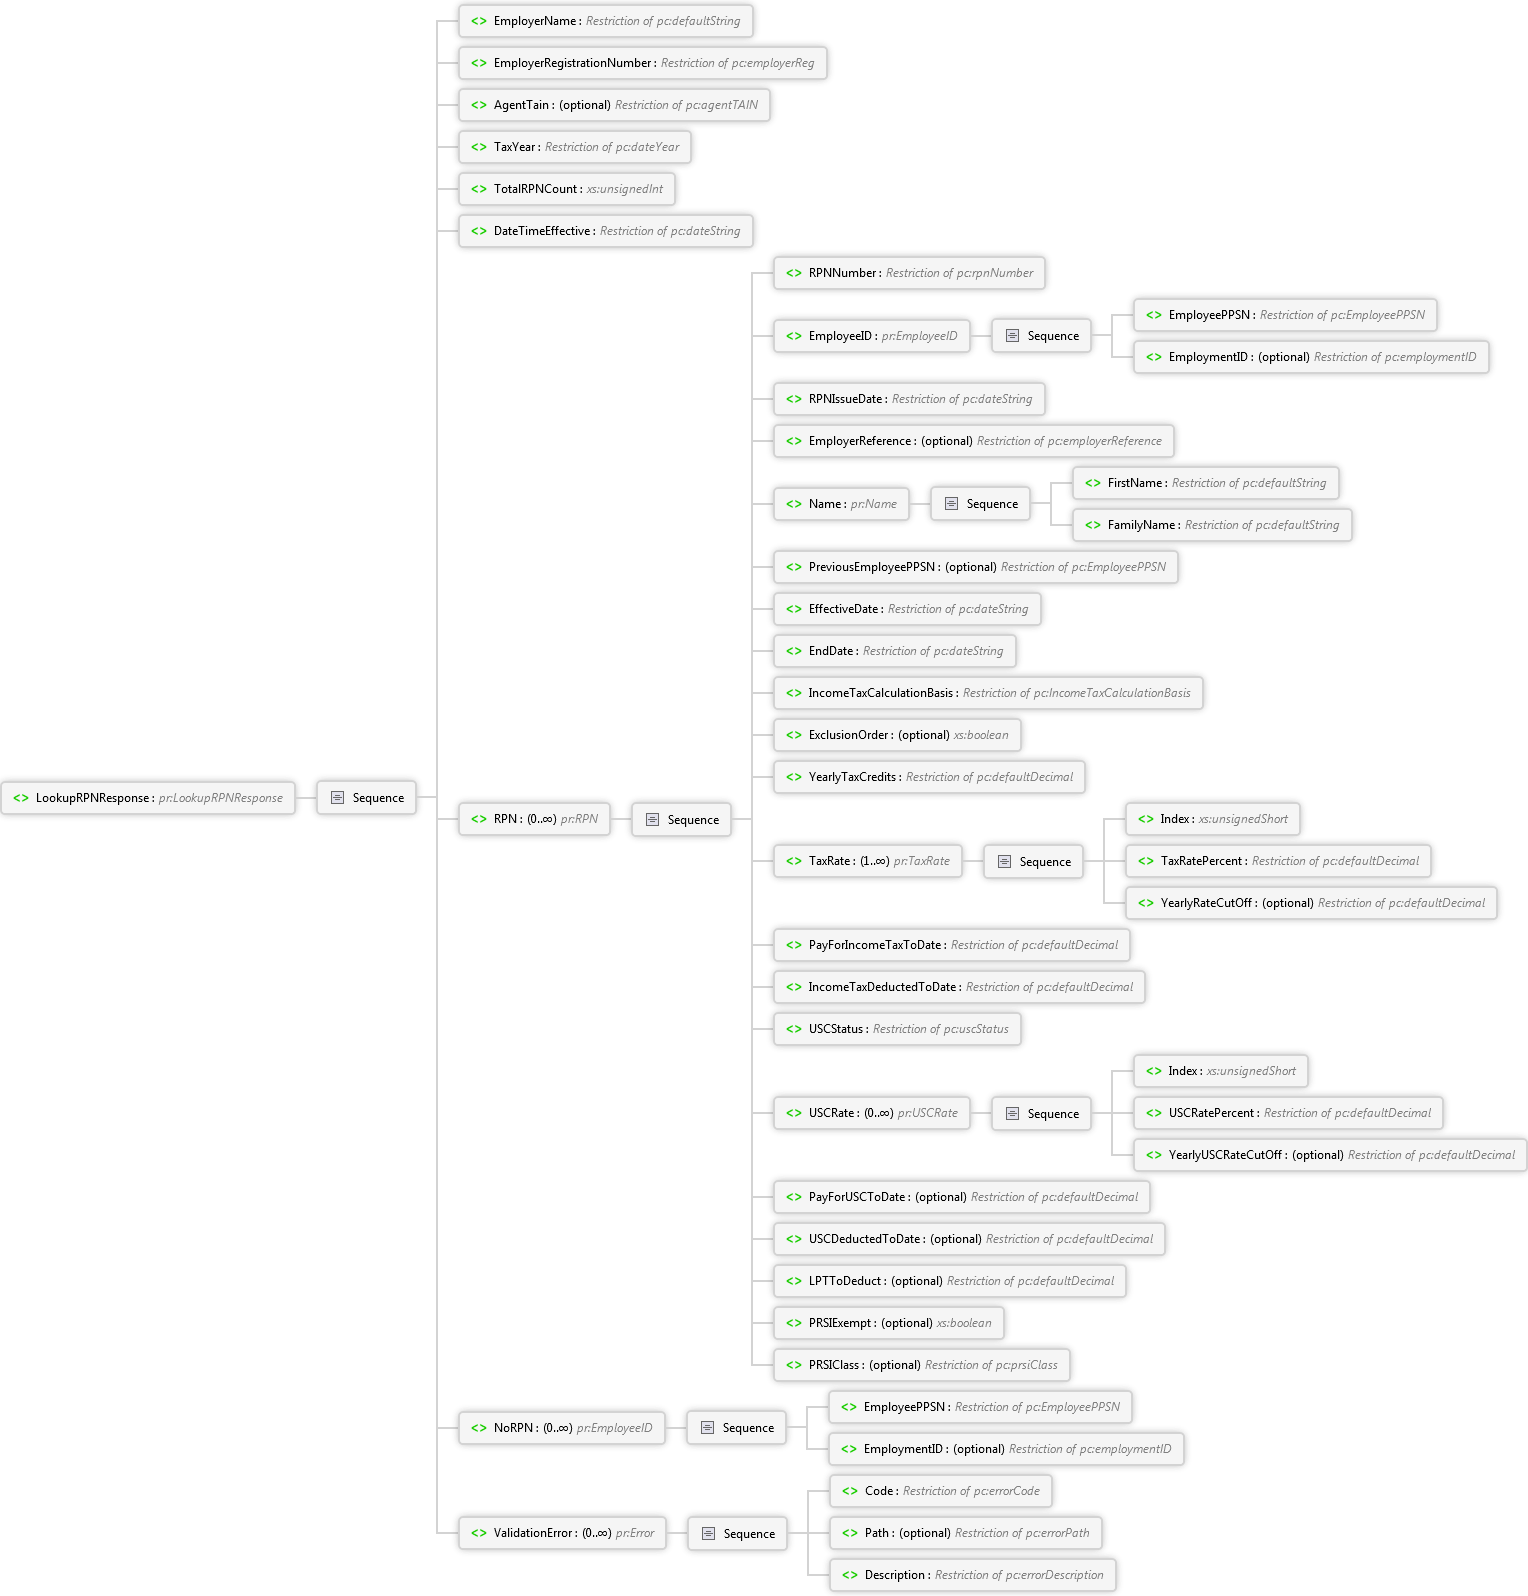 <> EmployerName : Restriction of pc:defaultString
<> EmployerRegistrationNumber : Restriction of pc:employerReg
<> AgentTain : (optional) Restriction of pc:agentTAIN
<> TaxYear : Restriction of pc:dateYear
<> TotalRPNCount : xs:unsignedInt
<> DateTimeEffective : Restriction of pc:dateString
<> RPNNumber : Restriction of pc:rpnNumber
<> EmployeePPSN : Restriction of pc:EmployeePPSN
<> EmployeeID : pr:EmployeeID Sequence
<> EmploymentID : (optional) Restriction of pc:employmentID
<> RPNIssueDate : Restriction of pc:dateString
<> EmployerReference : (optional) Restriction of pc:employerReference
<> FirstName : Restriction of pc:defaultString
<> Name : pr:Name Sequence
<> FamilyName : Restriction of pc:defaultString
<> PreviousEmployeePPSN : (optional) Restriction of pc:EmployeePPSN
<> EffectiveDate : Restriction of pc:dateString
<> EndDate : Restriction of pc:dateString
<> IncomeTaxCalculationBasis : Restriction of pc:IncomeTaxCalculationBasis
<> ExclusionOrder : (optional) xs:boolean
<> YearlyTaxCredits : Restriction of pc:defaultDecimal
<> LookupRPNResponse : pr:LookupRPNResponse Sequence
<> RPN : (0..∞) pr:RPN Sequence
<> Index : xs:unsignedShort
<> TaxRate : (1..∞) pr:TaxRate Sequence
<> TaxRatePercent : Restriction of pc:defaultDecimal
<> YearlyRateCutOff : (optional) Restriction of pc:defaultDecimal
<> PayForIncomeTaxToDate : Restriction of pc:defaultDecimal
<> IncomeTaxDeductedToDate : Restriction of pc:defaultDecimal
<> USCStatus : Restriction of pc:uscStatus
<> Index : xs:unsignedShort
<> USCRate : (0..∞) pr:USCRate Sequence
<> USCRatePercent : Restriction of pc:defaultDecimal
<> YearlyUSCRateCutOff : (optional) Restriction of pc:defaultDecimal
<> PayForUSCToDate : (optional) Restriction of pc:defaultDecimal
<> USCDeductedToDate : (optional) Restriction of pc:defaultDecimal
<> LPTToDeduct : (optional) Restriction of pc:defaultDecimal
<> PRSIExempt : (optional) xs:boolean
<> PRSIClass : (optional) Restriction of pc:prsiClass
<> EmployeePPSN : Restriction of pc:EmployeePPSN
<> NoRPN : (0..∞) pr:EmployeeID Sequence
<> EmploymentID : (optional) Restriction of pc:employmentID
<> Code : Restriction of pc:errorCode
<> ValidationError : (0..∞) pr:Error Sequence
<> Path : (optional) Restriction of pc:errorPath
<> Description : Restriction of pc:errorDescription